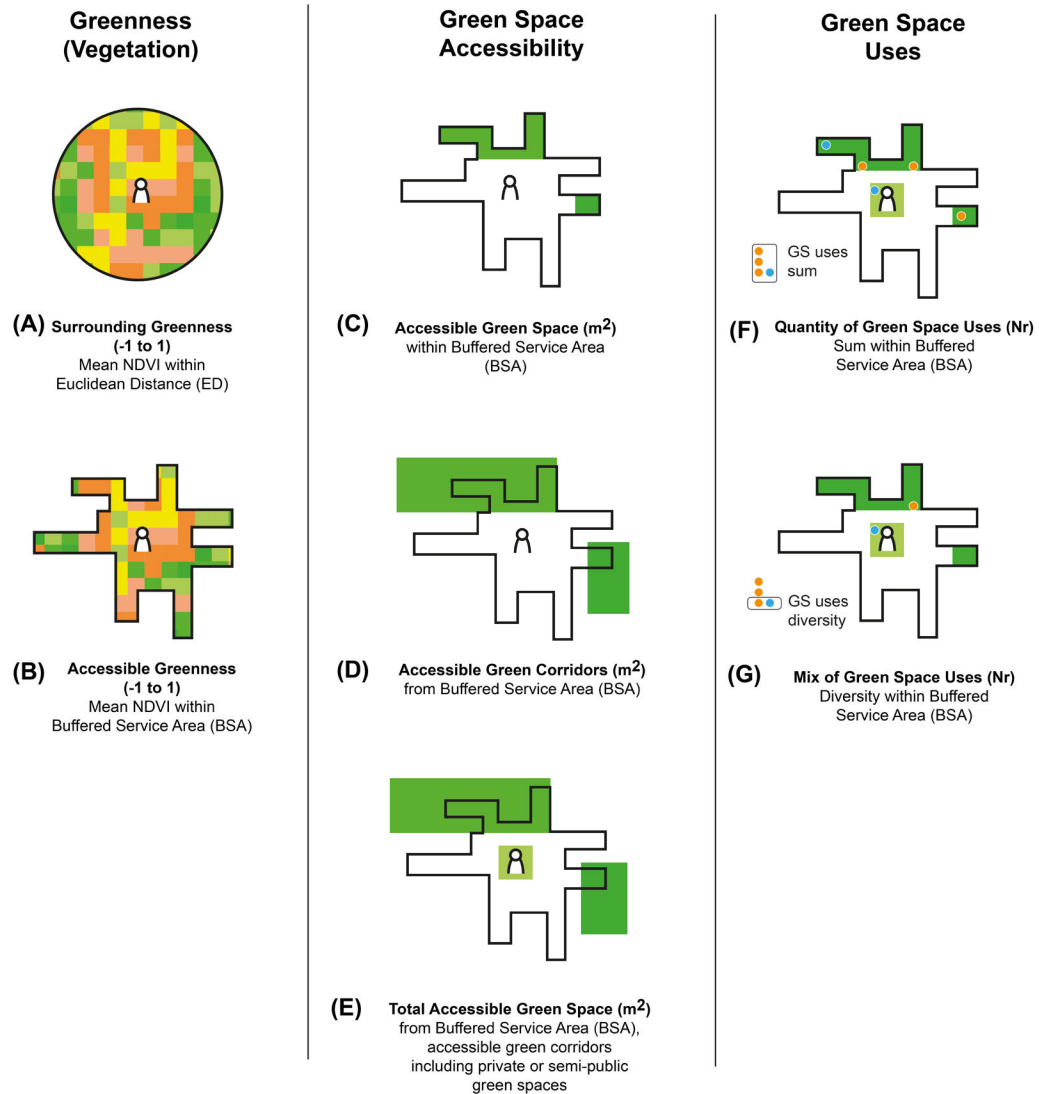 Greenness
(Vegetation)
(A) Surrounding Greenness
(-1 to 1)
Mean NDVI within
Euclidean Distance (ED)
(B) Accessible Greenness
(-1 to 1)
Mean NDVI within
Buffered Service Area (BSA)
Green Space
Accessibility
(C) Accessible Green Space (m²)
within Buffered Service Area
(BSA)
(D) Accessible Green Corridors (m²)
from Buffered Service Area (BSA)
(E) Total Accessible Green Space (m²)
from Buffered Service Area (BSA),
accessible green corridors
including private or semi-public
green spaces
Green Space
Uses
GS uses
sum
(F) Quantity of Green Space Uses (Nr)
Sum within Buffered
Service Area (BSA)
GS uses
diversity
(G) Mix of Green Space Uses (Nr)
Diversity within Buffered
Service Area (BSA)